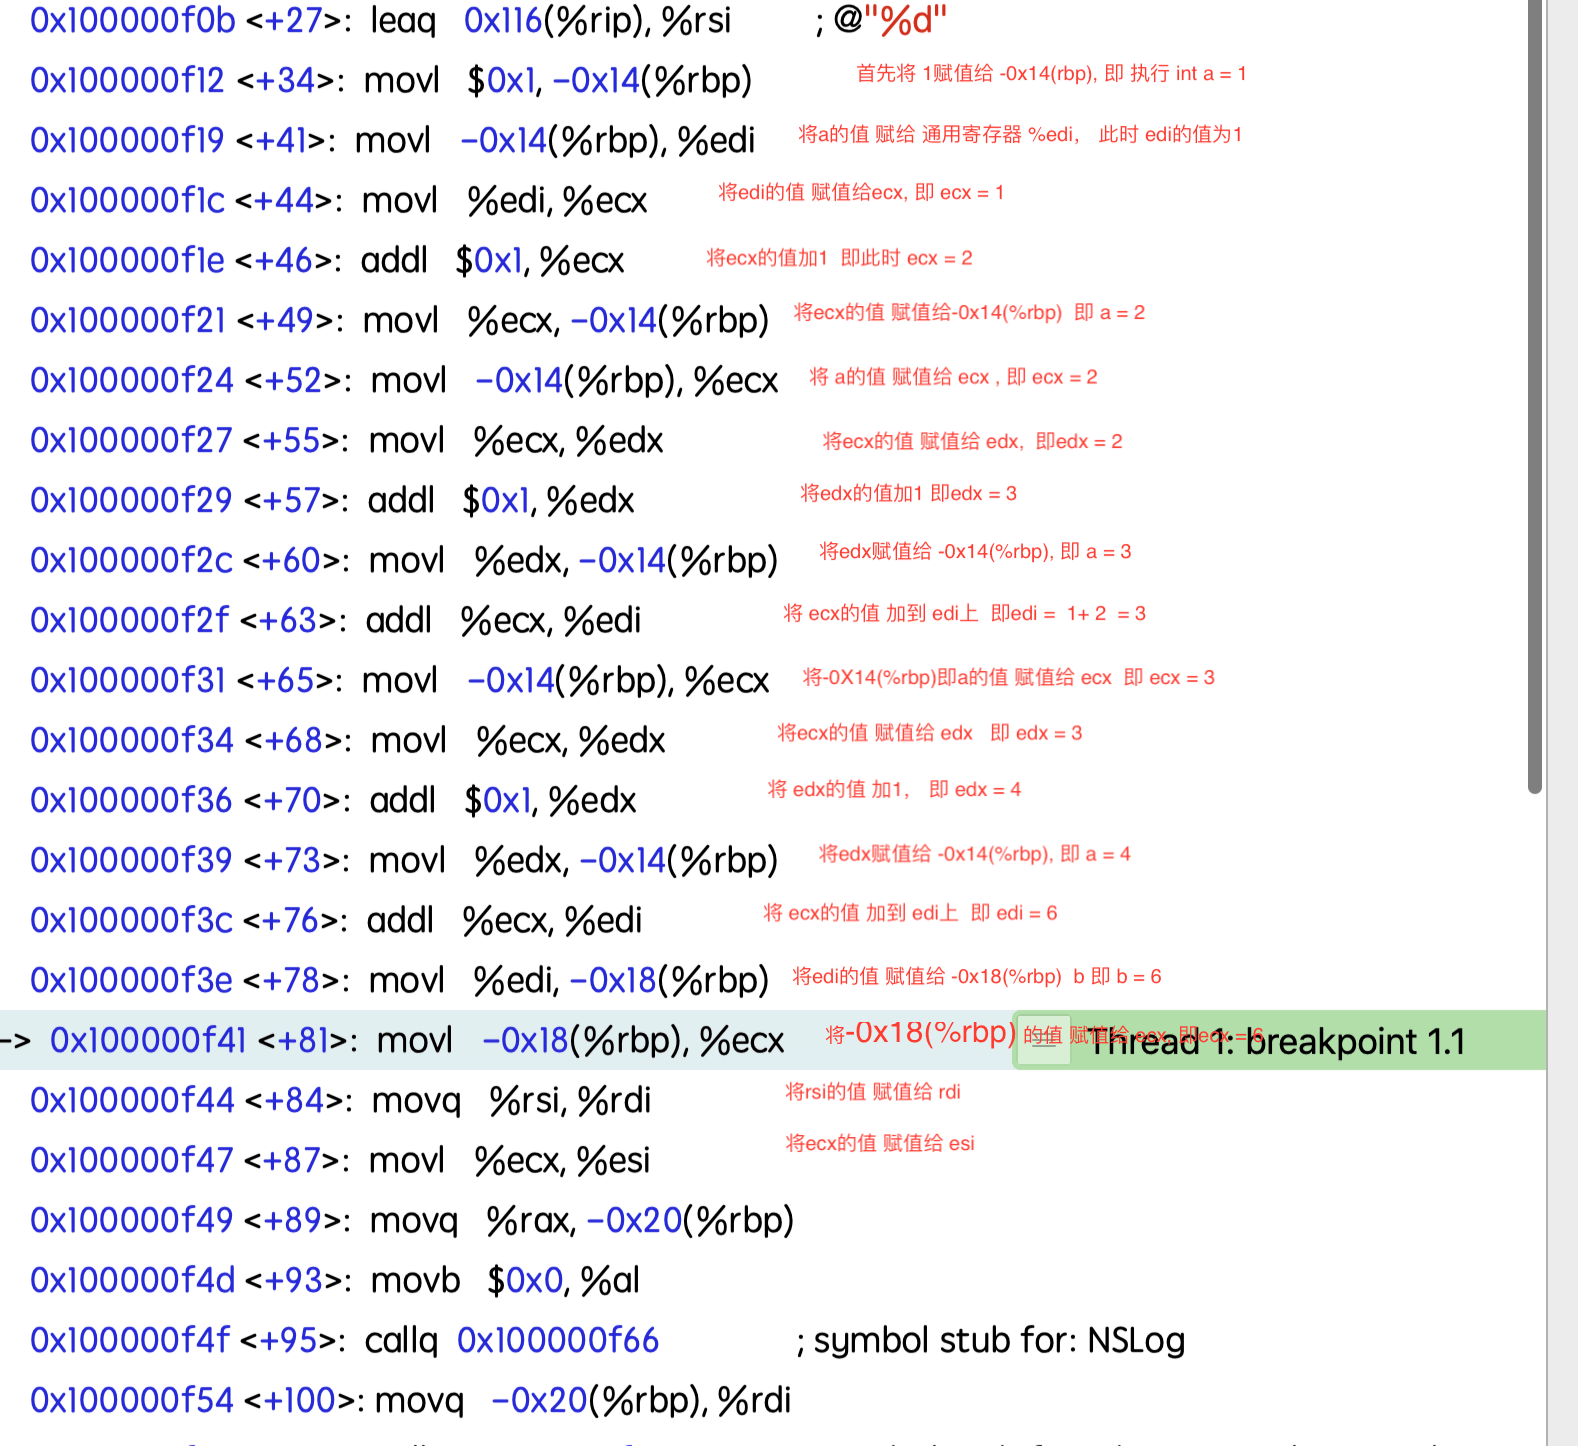 0x100000f0b <+27>: leaq 0x116(%rip), %rsi ; @"%d"
0x100000f12 <+34>: movl $0x1, -0x14(%rbp) 首先将 1赋值给 -0x14(rbp), 即 执行 int a = 1
0x100000f19 <+41>: movl -0x14(%rbp), %edi 将a的值 赋给 通用寄存器 %edi， 此时 edi的值为1
0x100000f1c <+44>: movl %edi, %ecx 将edi的值 赋值给ecx, 即 ecx = 1
0x100000f1e <+46>: addl $0x1, %ecx 将ecx的值加1 即此时 ecx = 2
0x100000f21 <+49>: movl %ecx, -0x14(%rbp) 将ecx的值 赋值给-0x14(%rbp) 即 a = 2
0x100000f24 <+52>: movl -0x14(%rbp), %ecx 将 a的值 赋值给 ecx , 即 ecx = 2
0x100000f27 <+55>: movl %ecx, %edx 将ecx的值 赋值给 edx, 即edx = 2
0x100000f29 <+57>: addl $0x1, %edx 将edx的值加1 即edx = 3
0x100000f2c <+60>: movl %edx, -0x14(%rbp) 将edx赋值给 -0x14(%rbp), 即 a = 3
0x100000f2f <+63>: addl %ecx, %edi 将 ecx的值 加到 edi上 即edi = 1+ 2 = 3
0x100000f31 <+65>: movl -0x14(%rbp), %ecx 将-0X14(%rbp)即a的值 赋值给 ecx 即 ecx = 3
0x100000f34 <+68>: movl %ecx, %edx 将ecx的值 赋值给 edx 即 edx = 3
0x100000f36 <+70>: addl $0x1, %edx 将 edx的值 加1， 即 edx = 4
0x100000f39 <+73>: movl %edx, -0x14(%rbp) 将edx赋值给 -0x14(%rbp), 即 a = 4
0x100000f3c <+76>: addl %ecx, %edi 将 ecx的值 加到 edi上 即 edi = 6
0x100000f3e <+78>: movl %edi, -0x18(%rbp) 将edi的值 赋值给 -0x18(%rbp) b 即 b = 6
-> 0x100000f41 <+81>: movl -0x18(%rbp), %ecx 将-0x18(%rbp) 的值 赋值给 ecx, 即ecx = 6 Thread 1: breakpoint 1.1
0x100000f44 <+84>: movq %rsi, %rdi 将rsi的值 赋值给 rdi
0x100000f47 <+87>: movl %ecx, %esi 将ecx的值 赋值给 esi
0x100000f49 <+89>: movq %rax, -0x20(%rbp)
0x100000f4d <+93>: movb $0x0, %al
0x100000f4f <+95>: callq 0x100000f66 ; symbol stub for: NSLog
0x100000f54 <+100>: movq -0x20(%rbp), %rdi